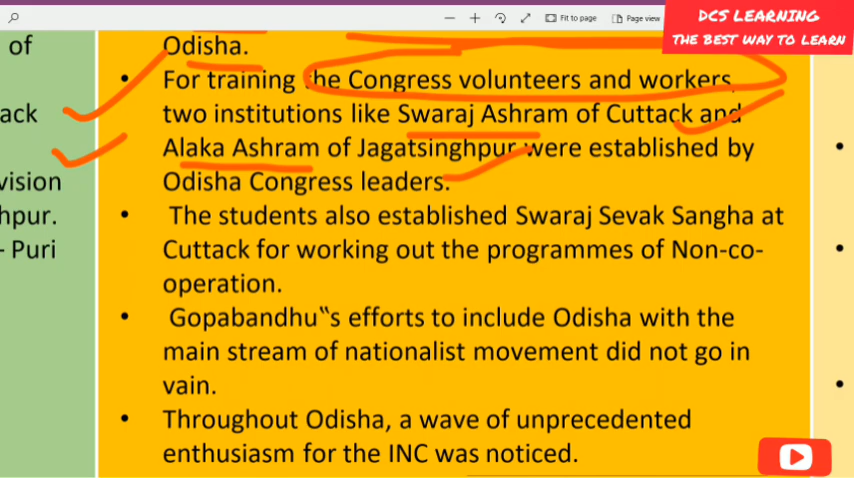 Fit to page
Page view
DCS LEARNING
THE BEST WAY TO LEARN
of
ack
vision
hpur.
- Puri
Odisha.
• For training the Congress volunteers and workers,
two institutions like Swaraj Ashram of Cuttack and
Alaka Ashram of Jagatsinghpur were established by
Odisha Congress leaders.
• The students also established Swaraj Sevak Sangha at
Cuttack for working out the programmes of Non-co-
operation.
• Gopabandhu‟s efforts to include Odisha with the
main stream of nationalist movement did not go in
vain.
• Throughout Odisha, a wave of unprecedented
enthusiasm for the INC was noticed.